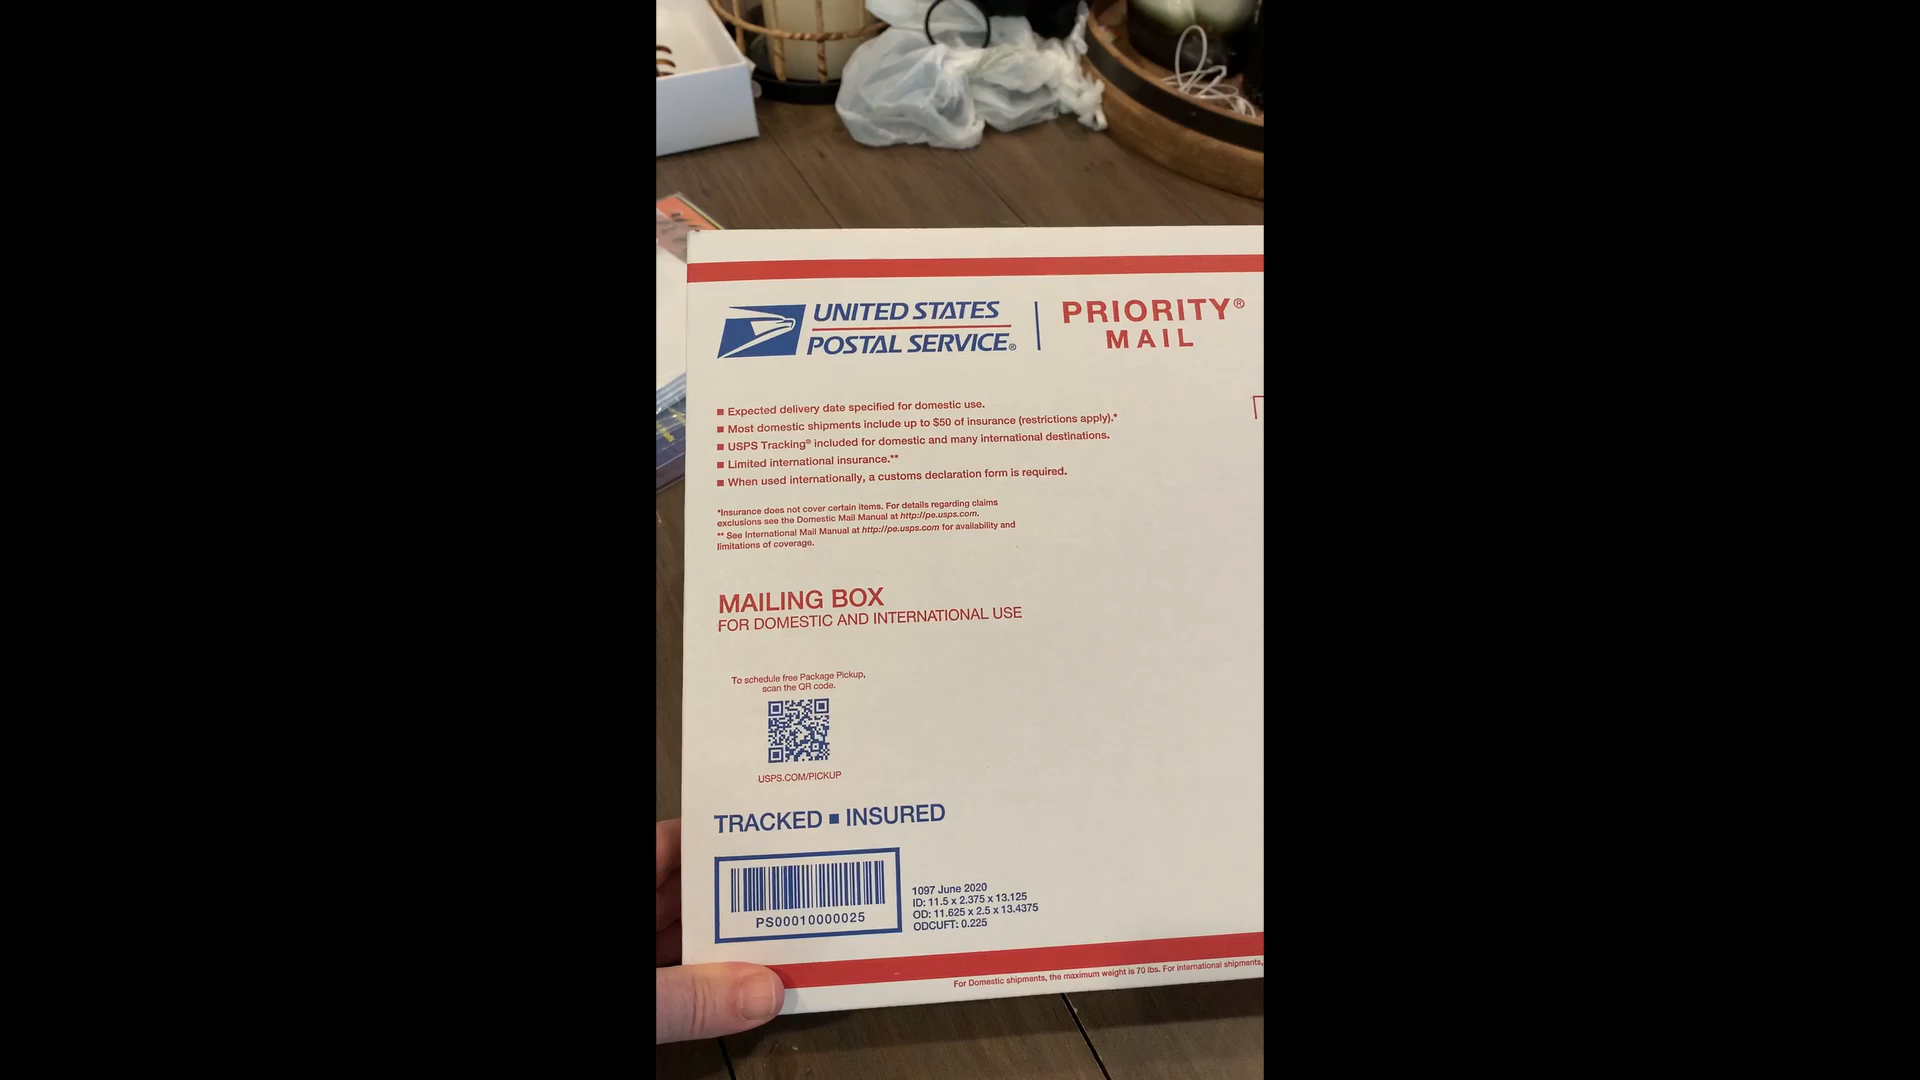 UNITED STATES
POSTAL SERVICE®
PRIORITY®
MAIL
■ Expected delivery date specified for domestic use.
■ Most domestic shipments include up to $50 of insurance (restrictions apply).*
■ USPS Tracking® included for domestic and many international destinations.
■ Limited international insurance.**
■ When used internationally, a customs declaration form is required.
*Insurance does not cover certain items. For details regarding claims
exclusions see the Domestic Mail Manual at http://pe.usps.com.
** See International Mail Manual at http://pe.usps.com for availability and
limitations of coverage.
MAILING BOX
FOR DOMESTIC AND INTERNATIONAL USE
To schedule free Package Pickup,
scan the QR code.
USPS.COM/PICKUP
TRACKED ■ INSURED
PS00010000025
1097 June 2020
ID: 11.5 x 2.375 x 13.125
OD: 11.625 x 2.5 x 13.4375
ODCUFT: 0.225
For Domestic shipments, the maximum weight is 70 lbs. For international shipments,